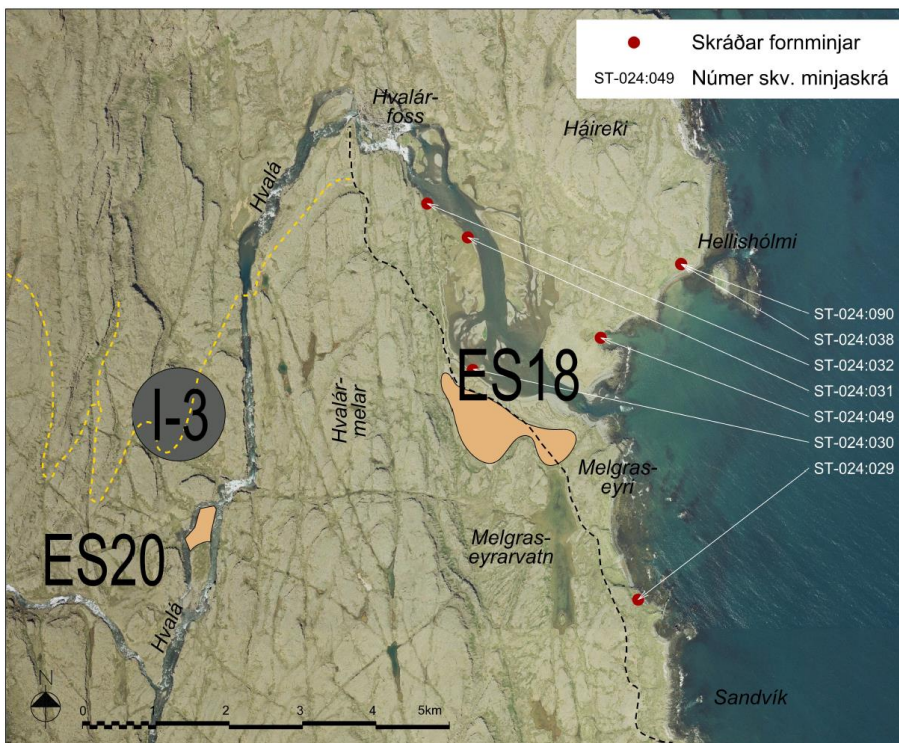 Skráðar fornminjar
ST-024:049 Númer skv. minjaskrá
Hvalár-
foss
Háireki
Hvalá
Hellishólmi
ST-024:090
ST-024:038
ST-024:032
ST-024:031
ST-024:049
ST-024:030
ST-024:029
ES18
I-3
Hvalár-
melar
Melgras-
eyri
Melgras-
eyrarvatn
ES20
Hvalá
N
0 1 2 3 4 5km
Sandvík